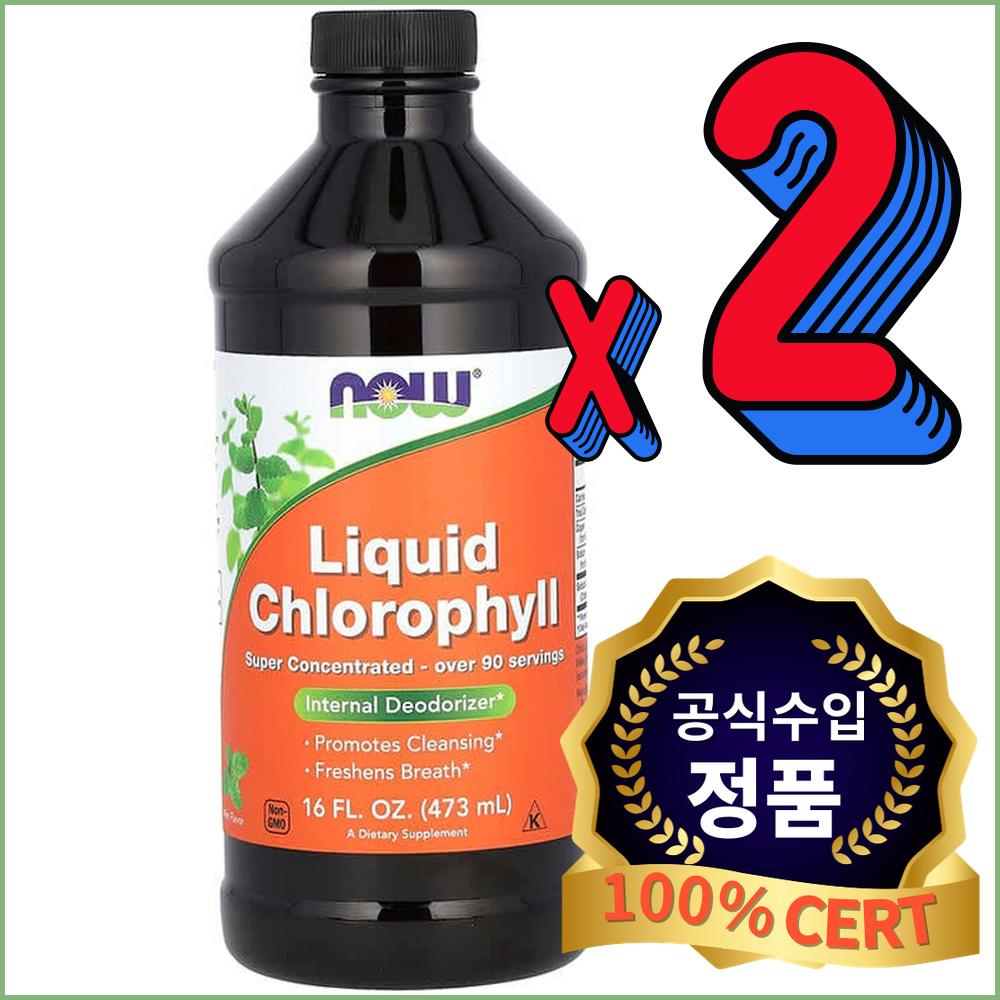 now®
Liquid
Chlorophyll
Super Concentrated - over 90 servings
Internal Deodorizer*
· Promotes Cleansing*
· Freshens Breath*
Non-
GMO
16 FL. OZ. (473 mL)
K
A Dietary Supplement
x2
공식수입
정품
100% CERT